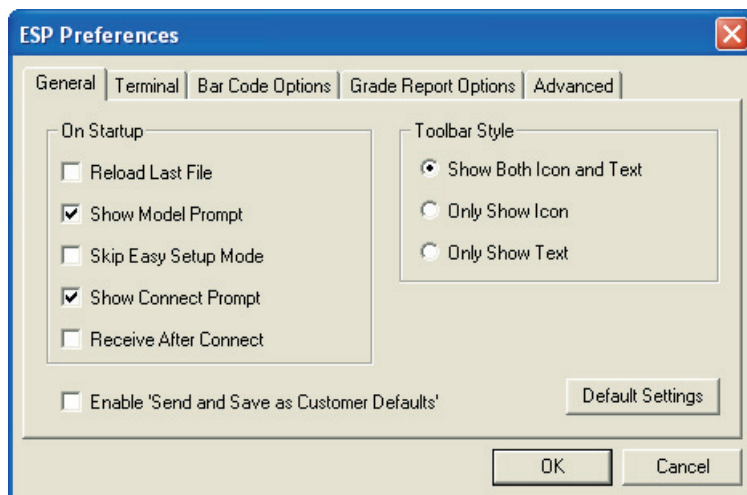 ESP Preferences
General Terminal Bar Code Options Grade Report Options Advanced
On Startup
Reload Last File
Show Model Prompt
Skip Easy Setup Mode
Show Connect Prompt
Receive After Connect
Toolbar Style
Show Both Icon and Text
Only Show Icon
Only Show Text
Enable 'Send and Save as Customer Defaults'
Default Settings
OK Cancel